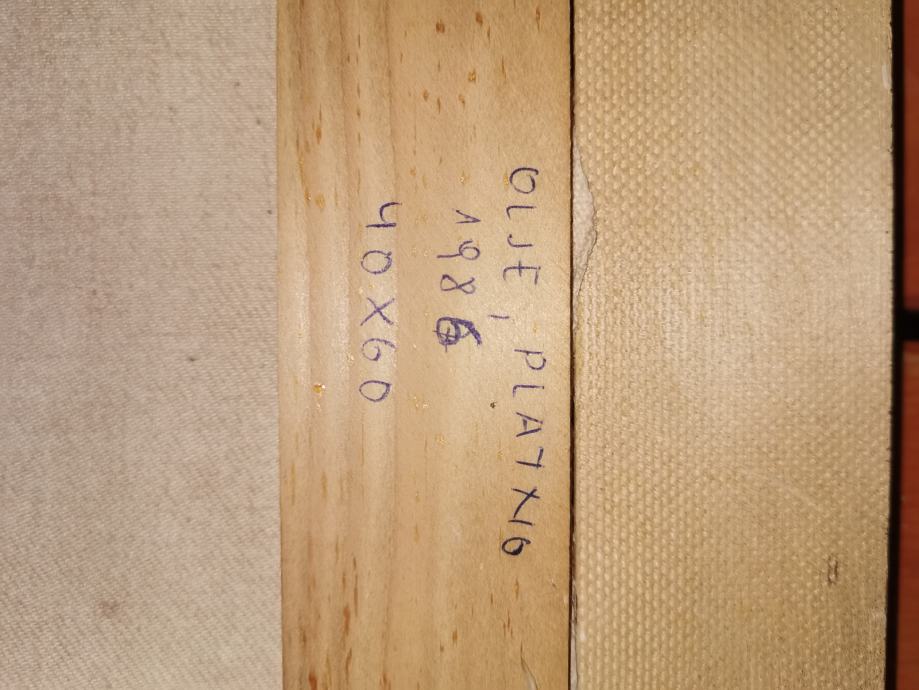 OLJE, PLATNO
1986
40X60